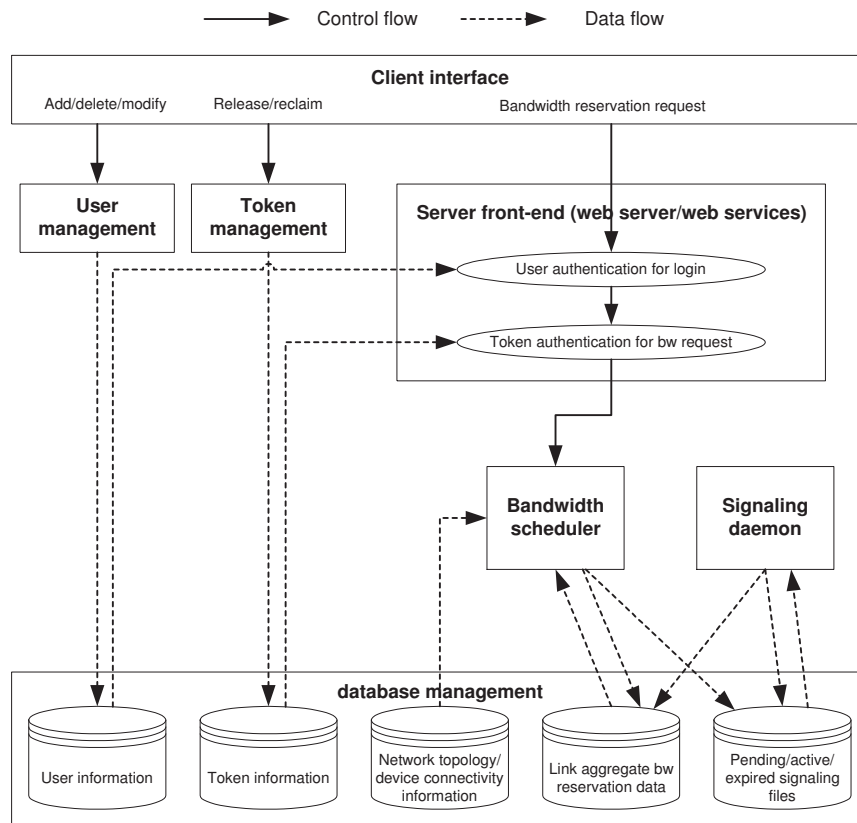 Control flow
Data flow
Client interface
Add/delete/modify
Release/reclaim
Bandwidth reservation request
User
management
Token
management
Server front-end (web server/web services)
User authentication for login
Token authentication for bw request
Bandwidth
scheduler
Signaling
daemon
database management
User information
Token information
Network topology/
device connectivity
information
Link aggregate bw
reservation data
Pending/active/
expired signaling
files